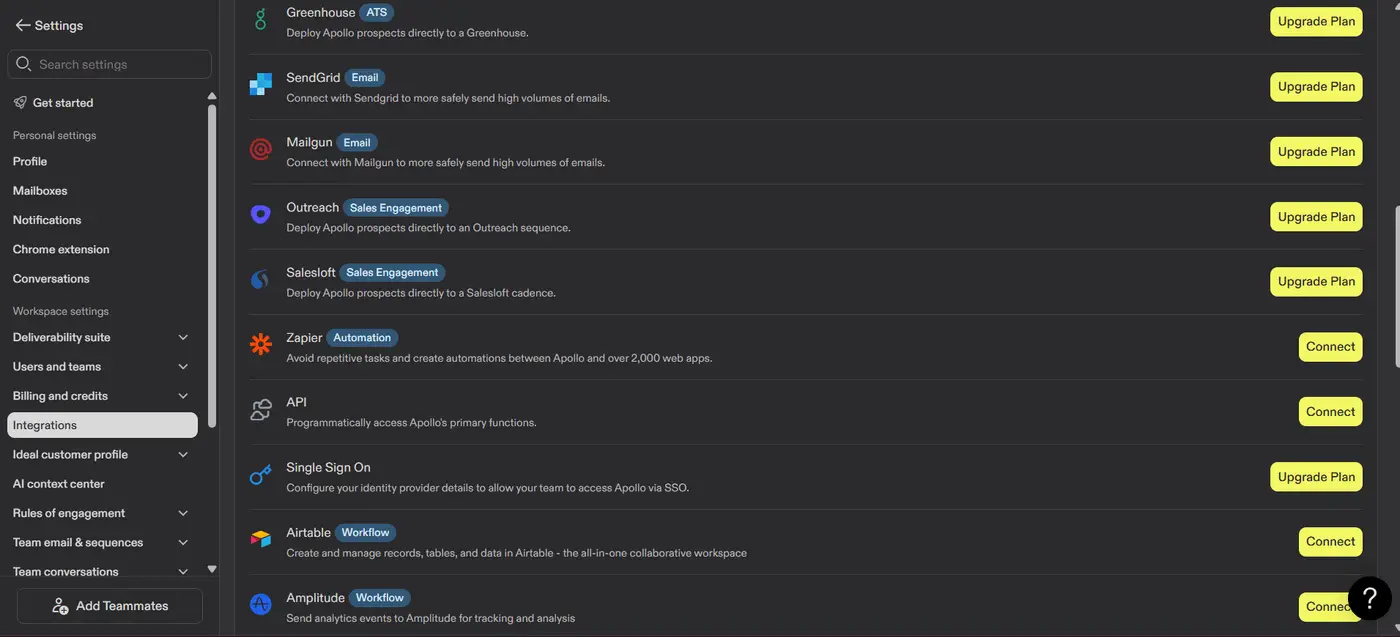 Settings
Search settings
Get started
Personal settings
Profile
Mailboxes
Notifications
Chrome extension
Conversations
Workspace settings
Deliverability suite
Users and teams
Billing and credits
Integrations
Ideal customer profile
AI context center
Rules of engagement
Team email & sequences
Team conversations
Add Teammates
Greenhouse ATS
Deploy Apollo prospects directly to a Greenhouse.
Upgrade Plan
SendGrid Email
Connect with Sendgrid to more safely send high volumes of emails.
Upgrade Plan
Mailgun Email
Connect with Mailgun to more safely send high volumes of emails.
Upgrade Plan
Outreach Sales Engagement
Deploy Apollo prospects directly to an Outreach sequence.
Upgrade Plan
Salesloft Sales Engagement
Deploy Apollo prospects directly to a Salesloft cadence.
Upgrade Plan
Zapier Automation
Avoid repetitive tasks and create automations between Apollo and over 2,000 web apps.
Connect
API
Programmatically access Apollo's primary functions.
Connect
Single Sign On
Configure your identity provider details to allow your team to access Apollo via SSO.
Upgrade Plan
Airtable Workflow
Create and manage records, tables, and data in Airtable - the all-in-one collaborative workspace
Connect
Amplitude Workflow
Send analytics events to Amplitude for tracking and analysis
Connec
?